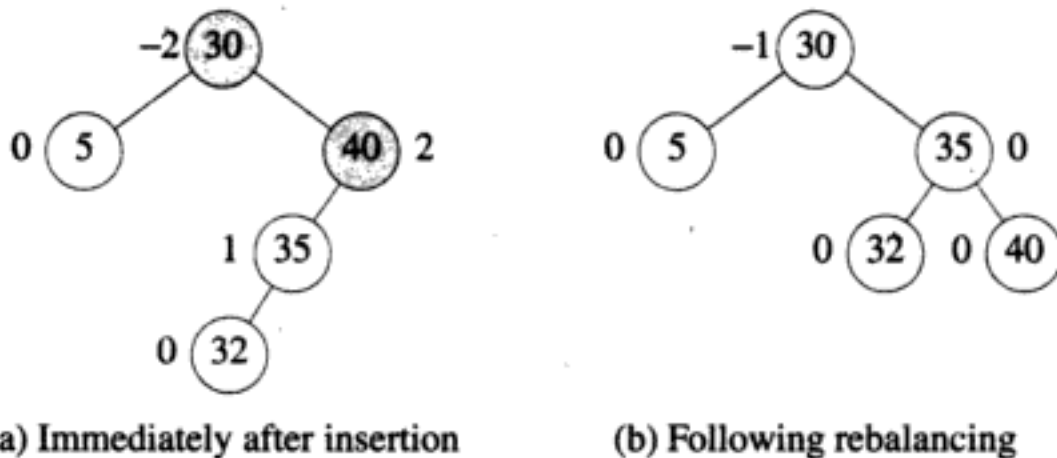 -2 30 -1 30
0 5 40 2 0 5 35 0
1 35 0 32 0 40
0 32
a) Immediately after insertion (b) Following rebalancing